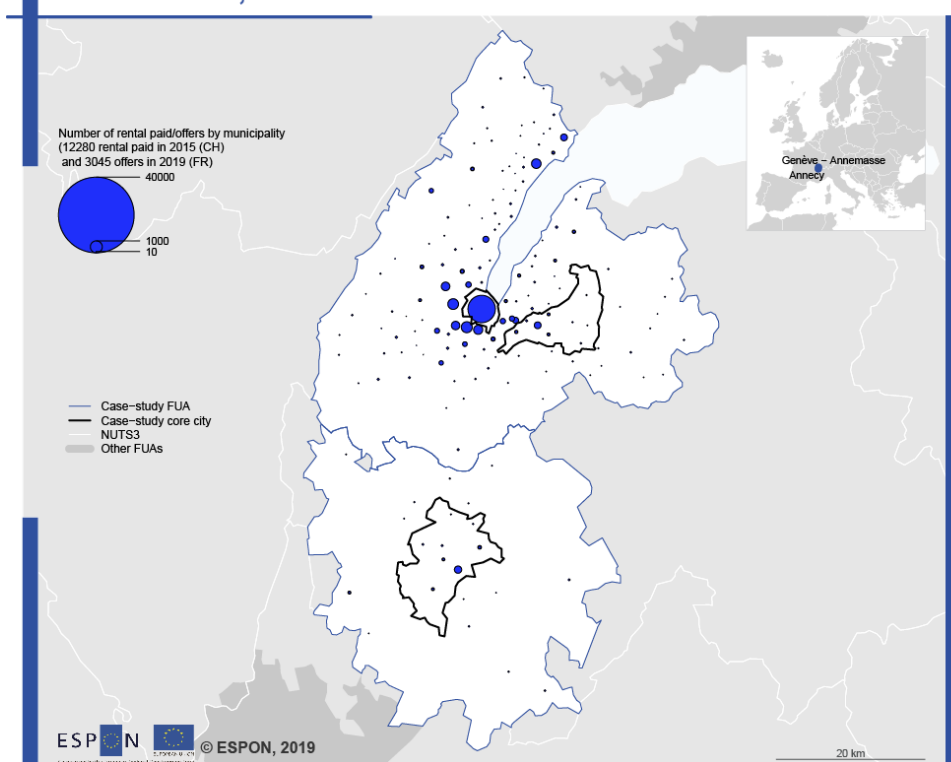 Number of rental paid/offers by municipality
(12280 rental paid in 2015 (CH)
and 3045 offers in 2019 (FR)
40000
1000
10
Genève – Annemasse
Annecy
Case−study FUA
Case−study core city
NUTS3
Other FUAs
ESPON
© ESPON, 2019
20 km